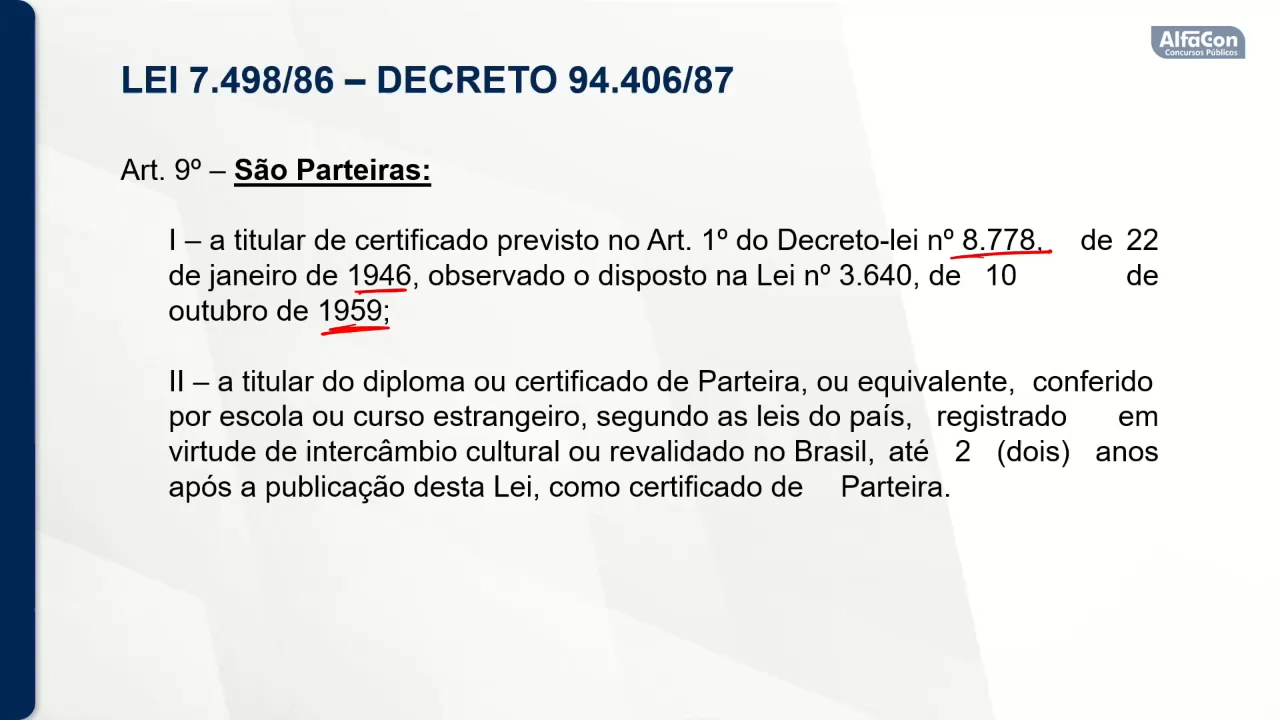 AlfaCon
Concursos Públicos
LEI 7.498/86 – DECRETO 94.406/87
Art. 9º – São Parteiras:
I – a titular de certificado previsto no Art. 1º do Decreto-lei nº 8.778, de 22
de janeiro de 1946, observado o disposto na Lei nº 3.640, de 10 de
outubro de 1959;
II – a titular do diploma ou certificado de Parteira, ou equivalente, conferido
por escola ou curso estrangeiro, segundo as leis do país, registrado em
virtude de intercâmbio cultural ou revalidado no Brasil, até 2 (dois) anos
após a publicação desta Lei, como certificado de Parteira.